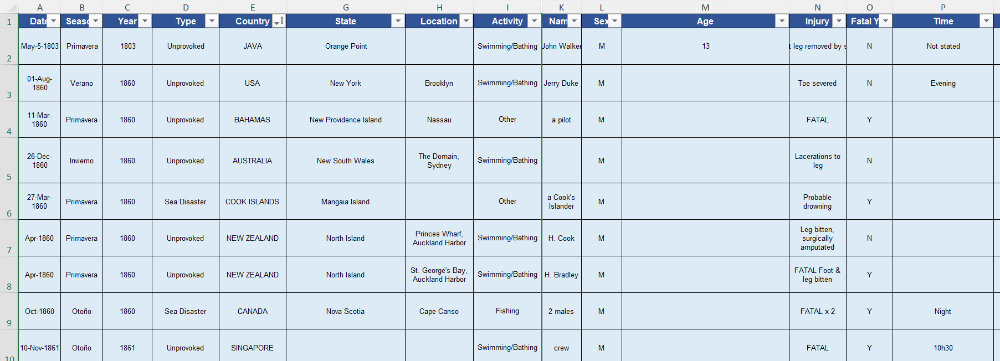 A B C D E G H I K L M N O P
1 Date Seaso Year Type Country State Location Activity Nam Sex Age Injury Fatal Y Time
2 May-5-1803 Primavera 1803 Unprovoked JAVA Orange Point Swimming/Bathing John Walker M 13 t leg removed by s N Not stated
3 01-Aug-1860 Verano 1860 Unprovoked USA New York Brooklyn Swimming/Bathing Jerry Duke M Toe severed N Evening
4 11-Mar-1860 Primavera 1860 Unprovoked BAHAMAS New Providence Island Nassau Other a pilot M FATAL Y
5 26-Dec-1860 Invierno 1860 Unprovoked AUSTRALIA New South Wales The Domain, Sydney Swimming/Bathing M Lacerations to leg N
6 27-Mar-1860 Primavera 1860 Sea Disaster COOK ISLANDS Mangaia Island Other a Cook's Islander M Probable drowning Y
7 Apr-1860 Primavera 1860 Unprovoked NEW ZEALAND North Island Princes Wharf, Auckland Harbor Swimming/Bathing H. Cook M Leg bitten, surgically amputated N
8 Apr-1860 Primavera 1860 Unprovoked NEW ZEALAND North Island St. George's Bay, Auckland Harbor Swimming/Bathing H. Bradley M FATAL Foot & leg bitten Y
9 Oct-1860 Otoño 1860 Sea Disaster CANADA Nova Scotia Cape Canso Fishing 2 males M FATAL x 2 Y Night
10 10-Nov-1861 Otoño 1861 Unprovoked SINGAPORE Swimming/Bathing crew M FATAL Y 10h30